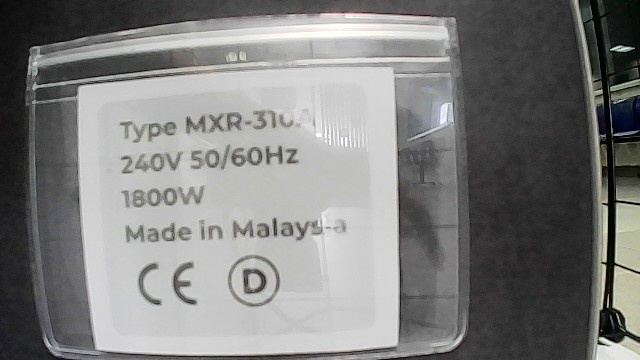 Type MXR-310A
240V 50/60Hz
1800W
Made in Malays-a
CE D